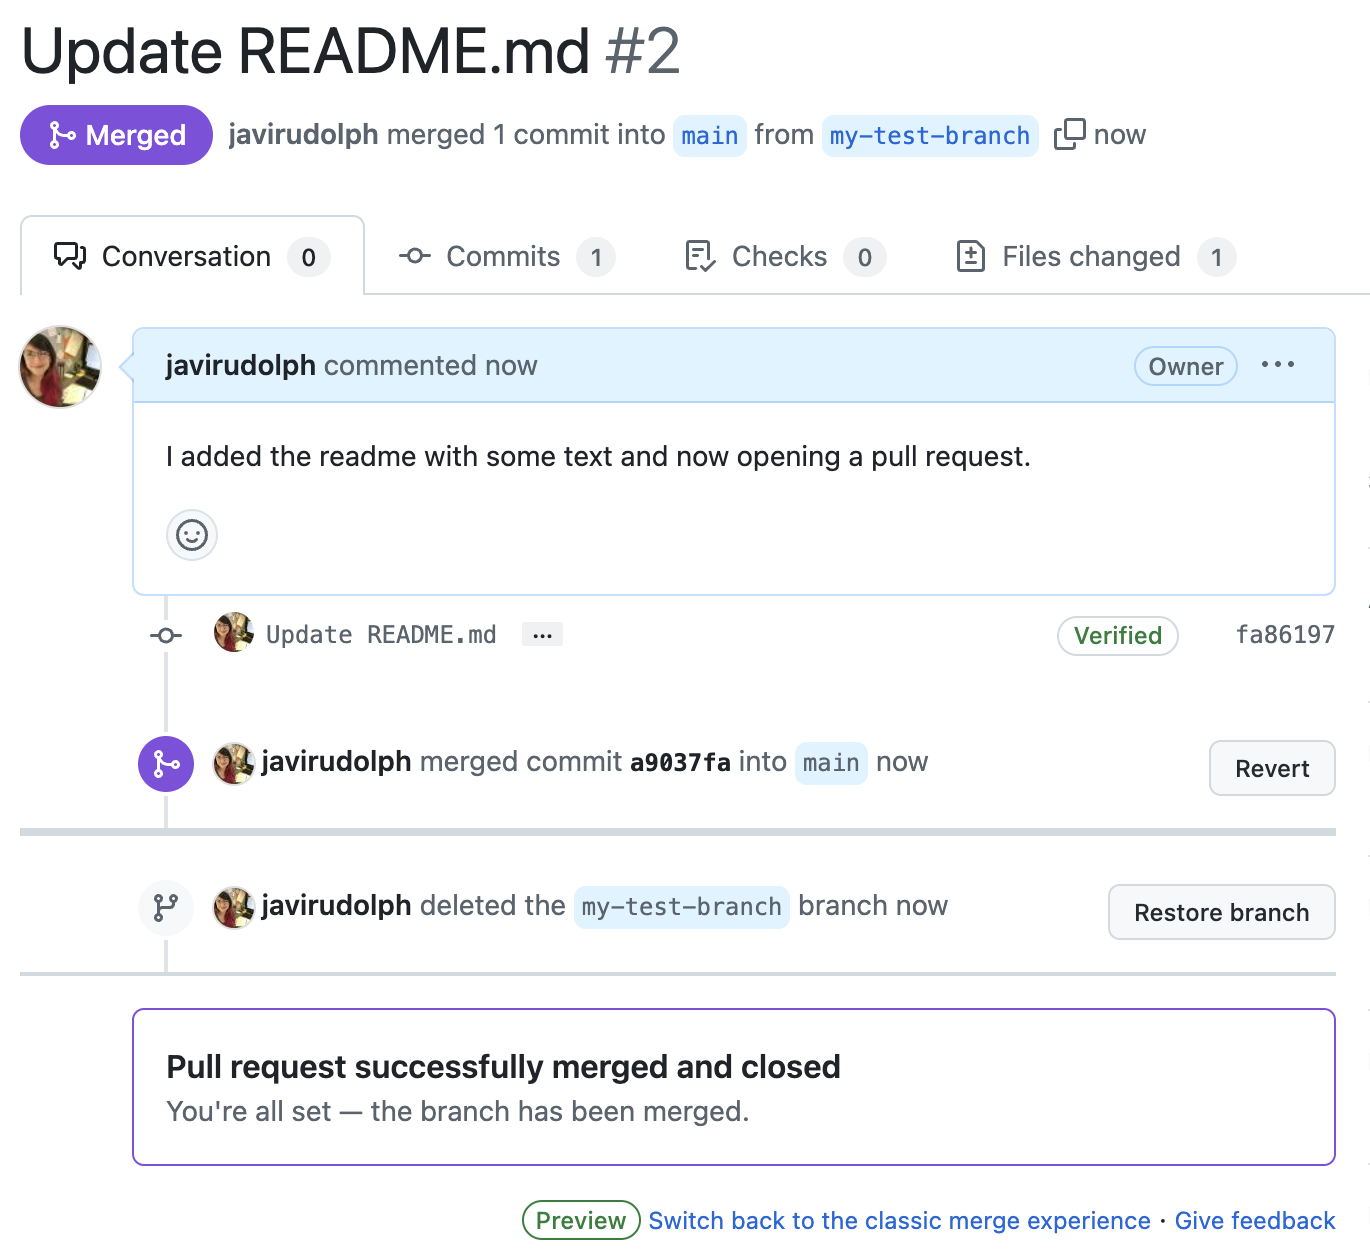 Update README.md #2
Merged javirudolph merged 1 commit into main from my-test-branch now
Conversation 0 Commits 1 Checks 0 Files changed 1
javirudolph commented now Owner ...
I added the readme with some text and now opening a pull request.
Update README.md ... Verified fa86197
javirudolph merged commit a9037fa into main now Revert
javirudolph deleted the my-test-branch branch now Restore branch
Pull request successfully merged and closed
You're all set — the branch has been merged.
Preview Switch back to the classic merge experience · Give feedback